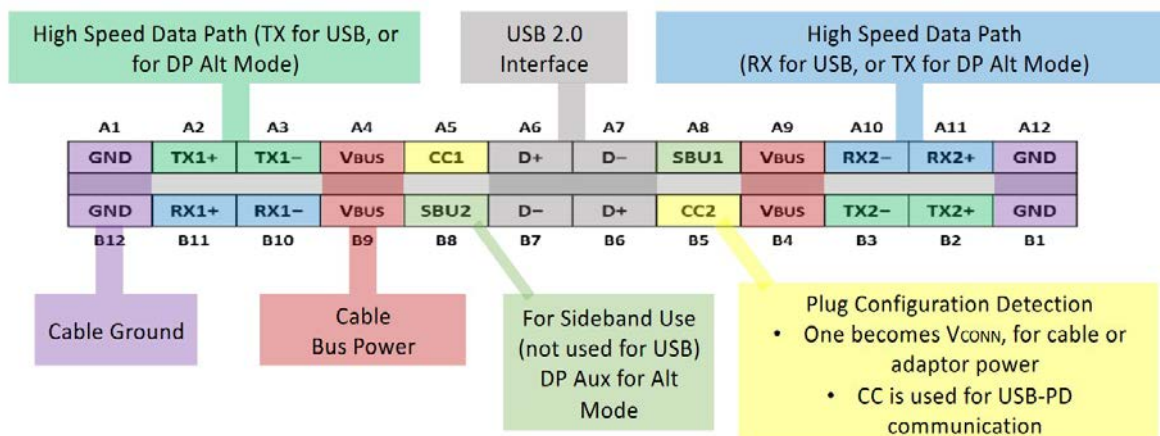 High Speed Data Path (TX for USB, or
for DP Alt Mode)
USB 2.0
Interface
High Speed Data Path
(RX for USB, or TX for DP Alt Mode)
A1 A2 A3 A4 A5 A6 A7 A8 A9 A10 A11 A12
GND TX1+ TX1− VBUS CC1 D+ D− SBU1 VBUS RX2− RX2+ GND
GND RX1+ RX1− VBUS SBU2 D− D+ CC2 VBUS TX2− TX2+ GND
B12 B11 B10 B9 B8 B7 B6 B5 B4 B3 B2 B1
Cable Ground
Cable
Bus Power
For Sideband Use
(not used for USB)
DP Aux for Alt
Mode
Plug Configuration Detection
• One becomes VCONN, for cable or
adaptor power
• CC is used for USB-PD
communication